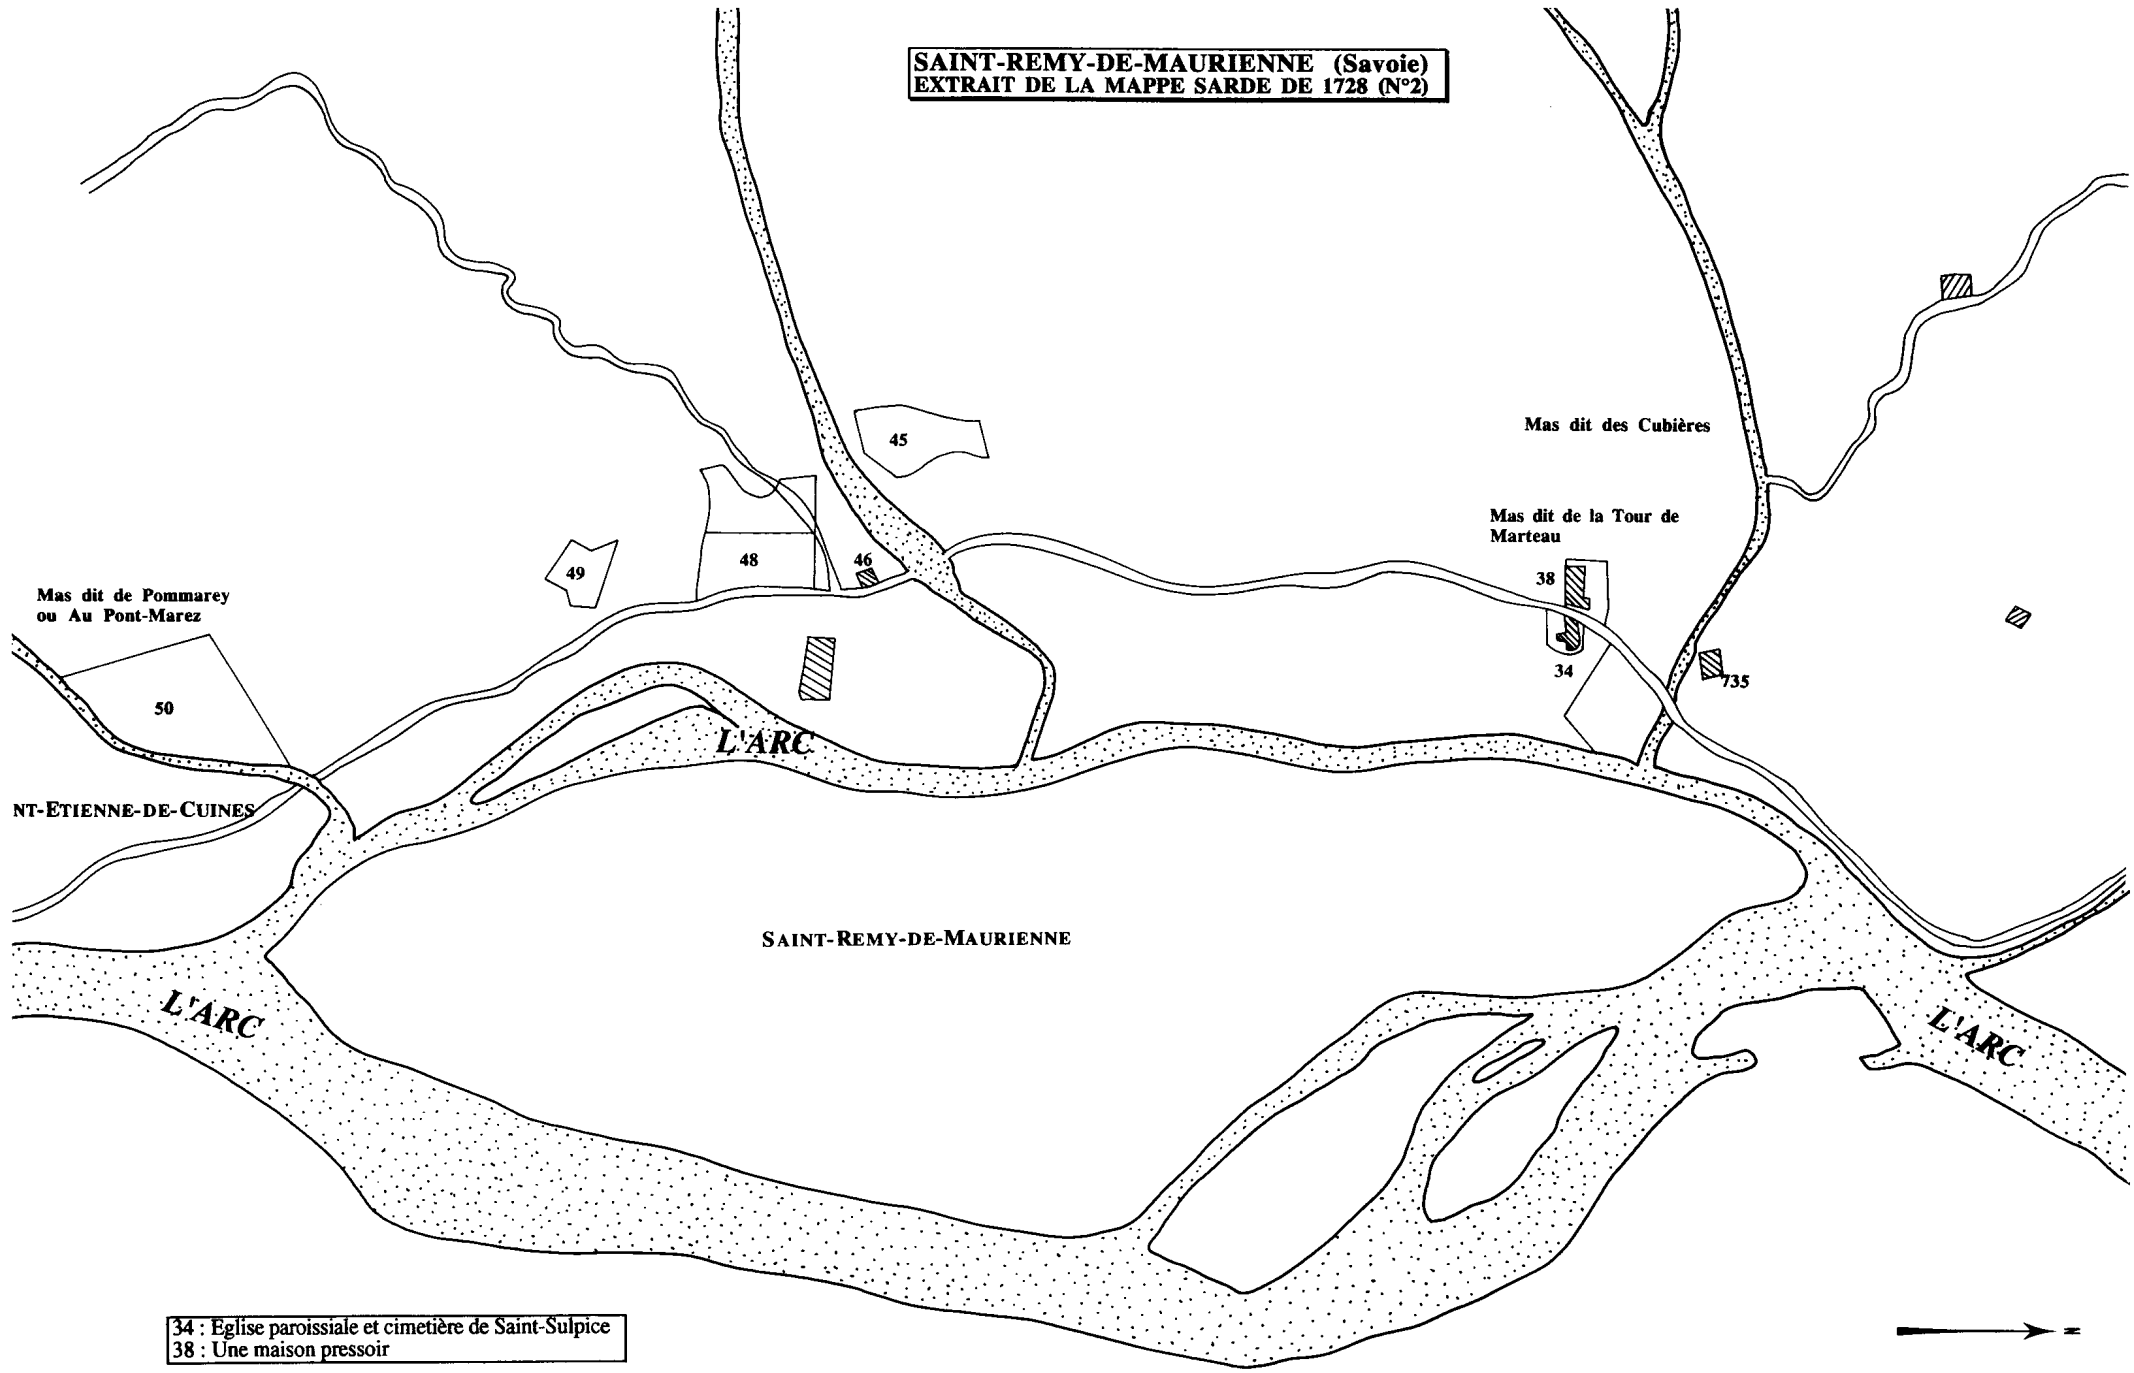 SAINT-REMY-DE-MAURIENNE (Savoie)
EXTRAIT DE LA MAPPE SARDE DE 1728 (N°2)
Mas dit des Cubières
45
Mas dit de la Tour de
Marteau
48
46
49
38
Mas dit de Pommarey
ou Au Pont-Marez
34
735
50
L'ARC
NT-ETIENNE-DE-CUINES
SAINT-REMY-DE-MAURIENNE
L'ARC
L'ARC
34 : Eglise paroissiale et cimetière de Saint-Sulpice
38 : Une maison pressoir
N